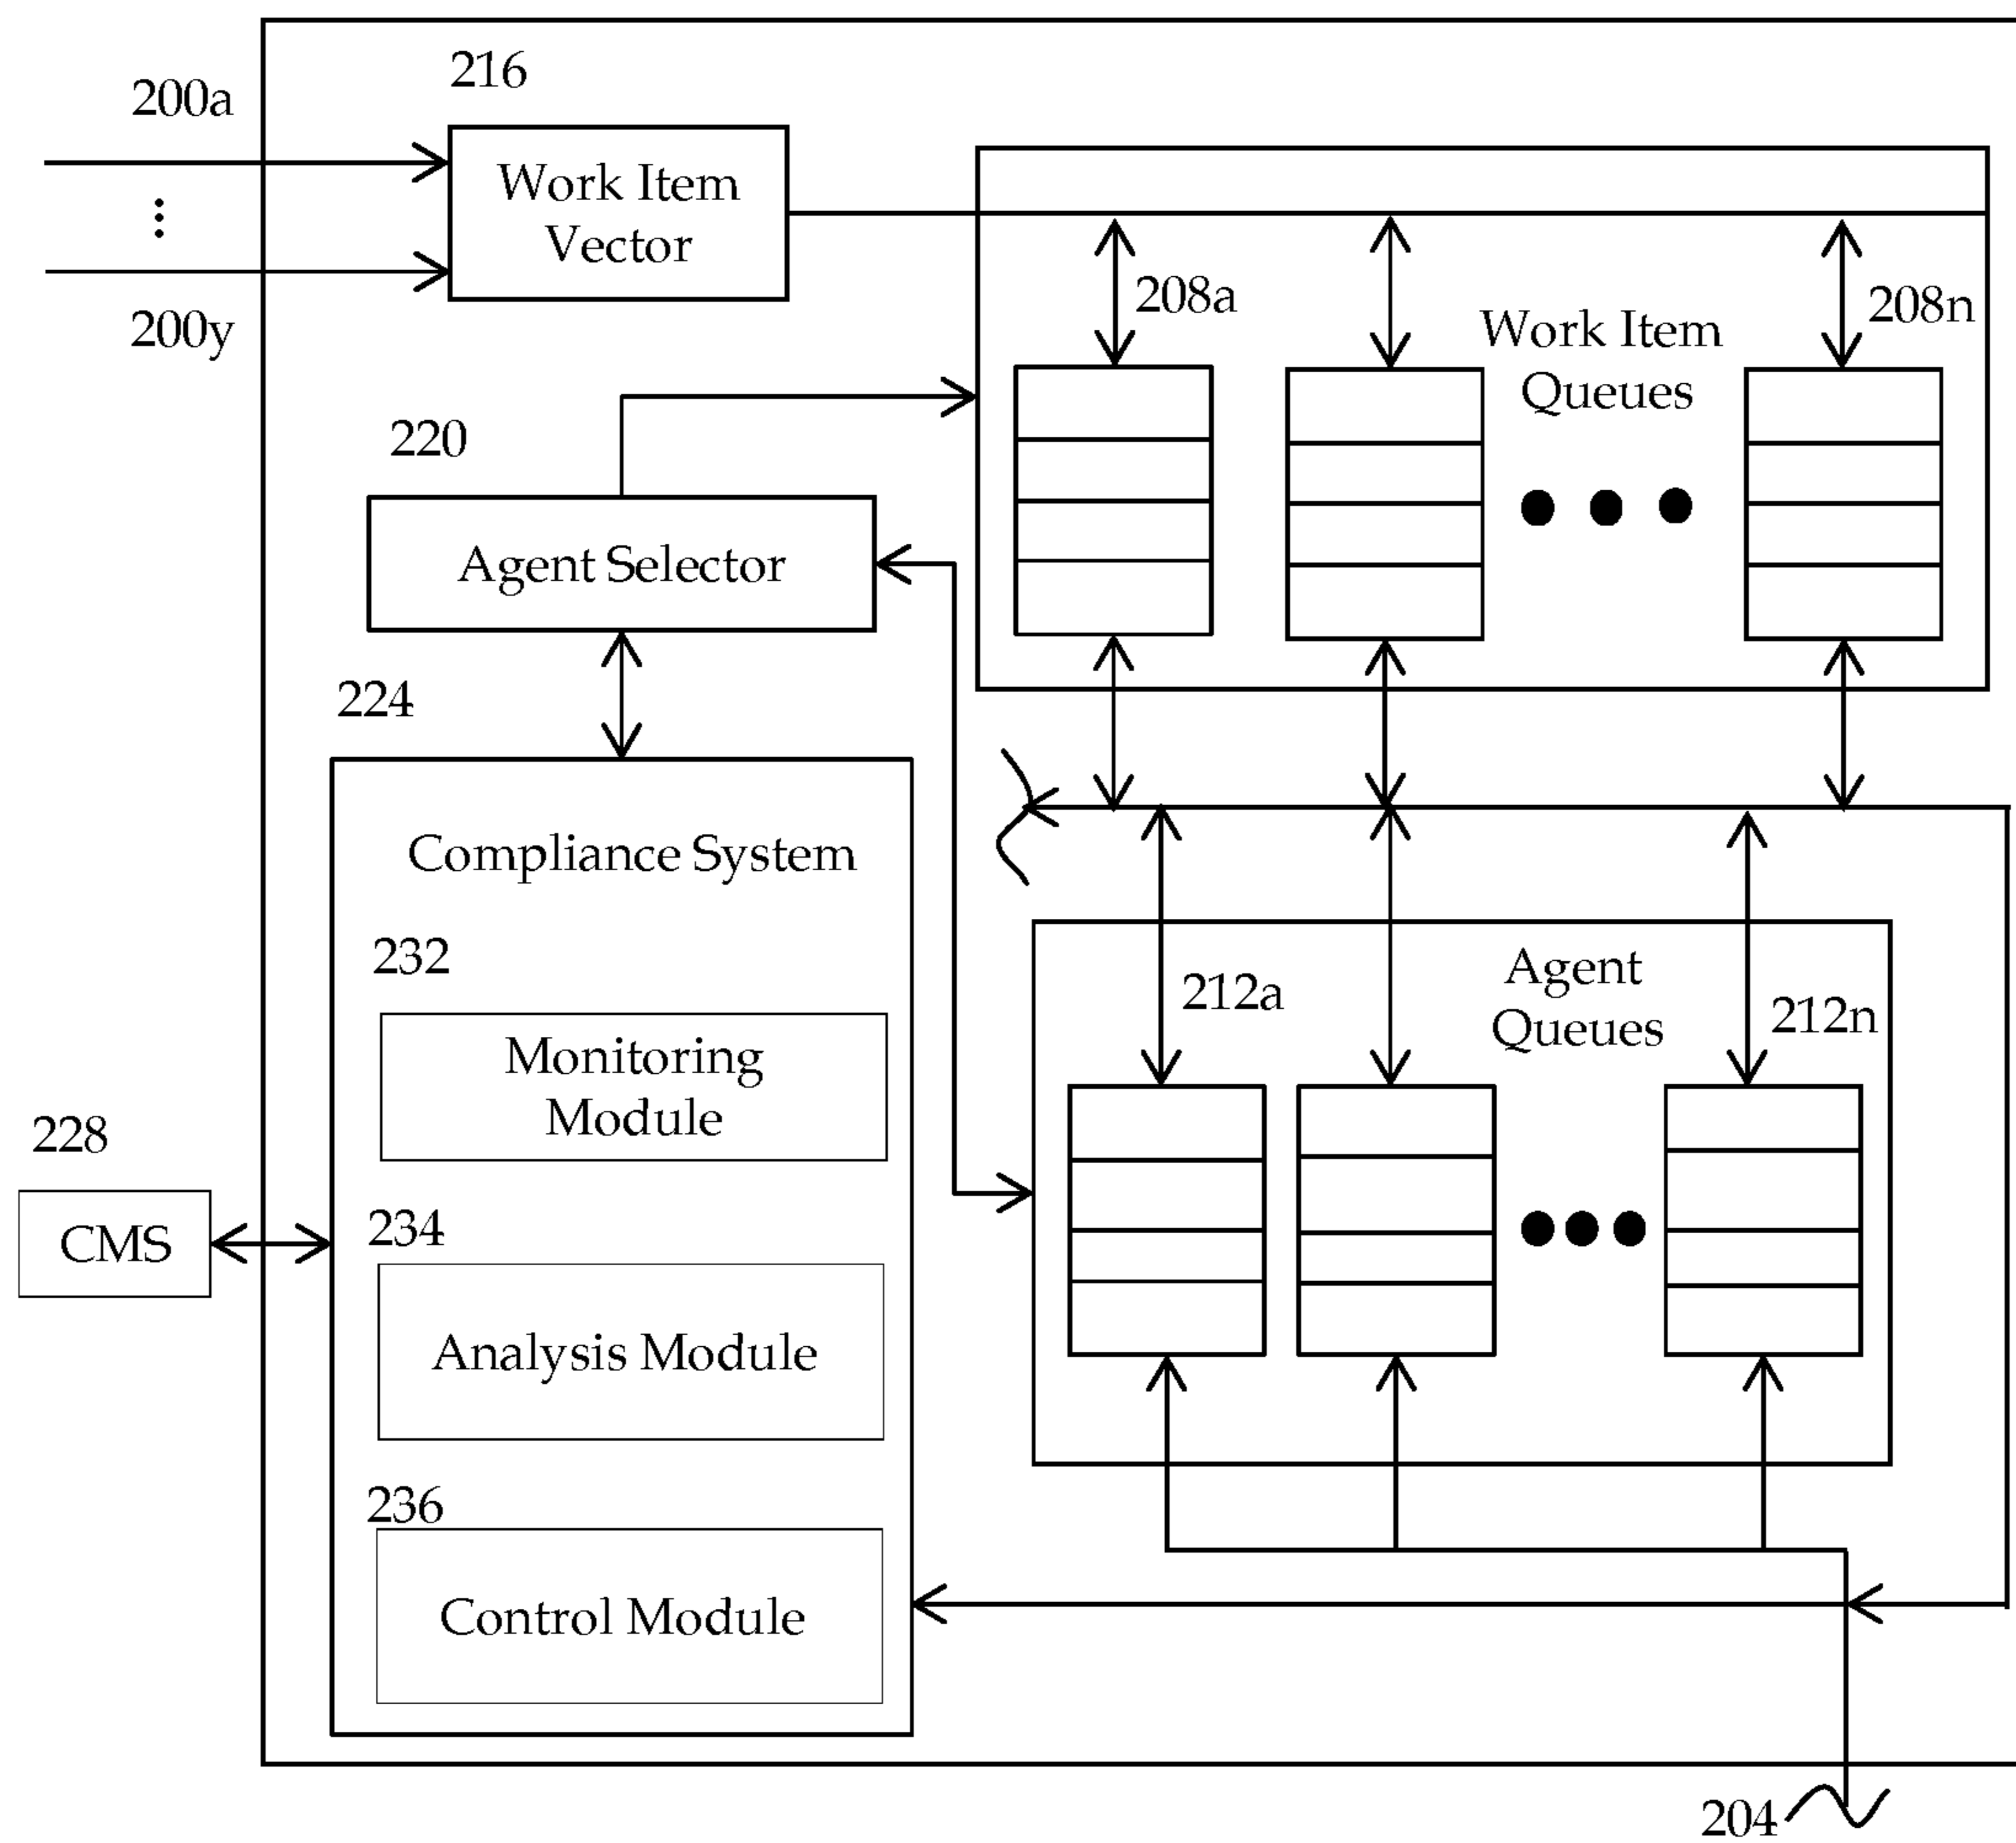 216
200a
Work Item
Vector
200y
208a
Work Item
Queues
208n
220
Agent Selector
224
Compliance System
232
Monitoring
Module
228
CMS
234
Analysis Module
236
Control Module
Agent
Queues
212a
212n
204